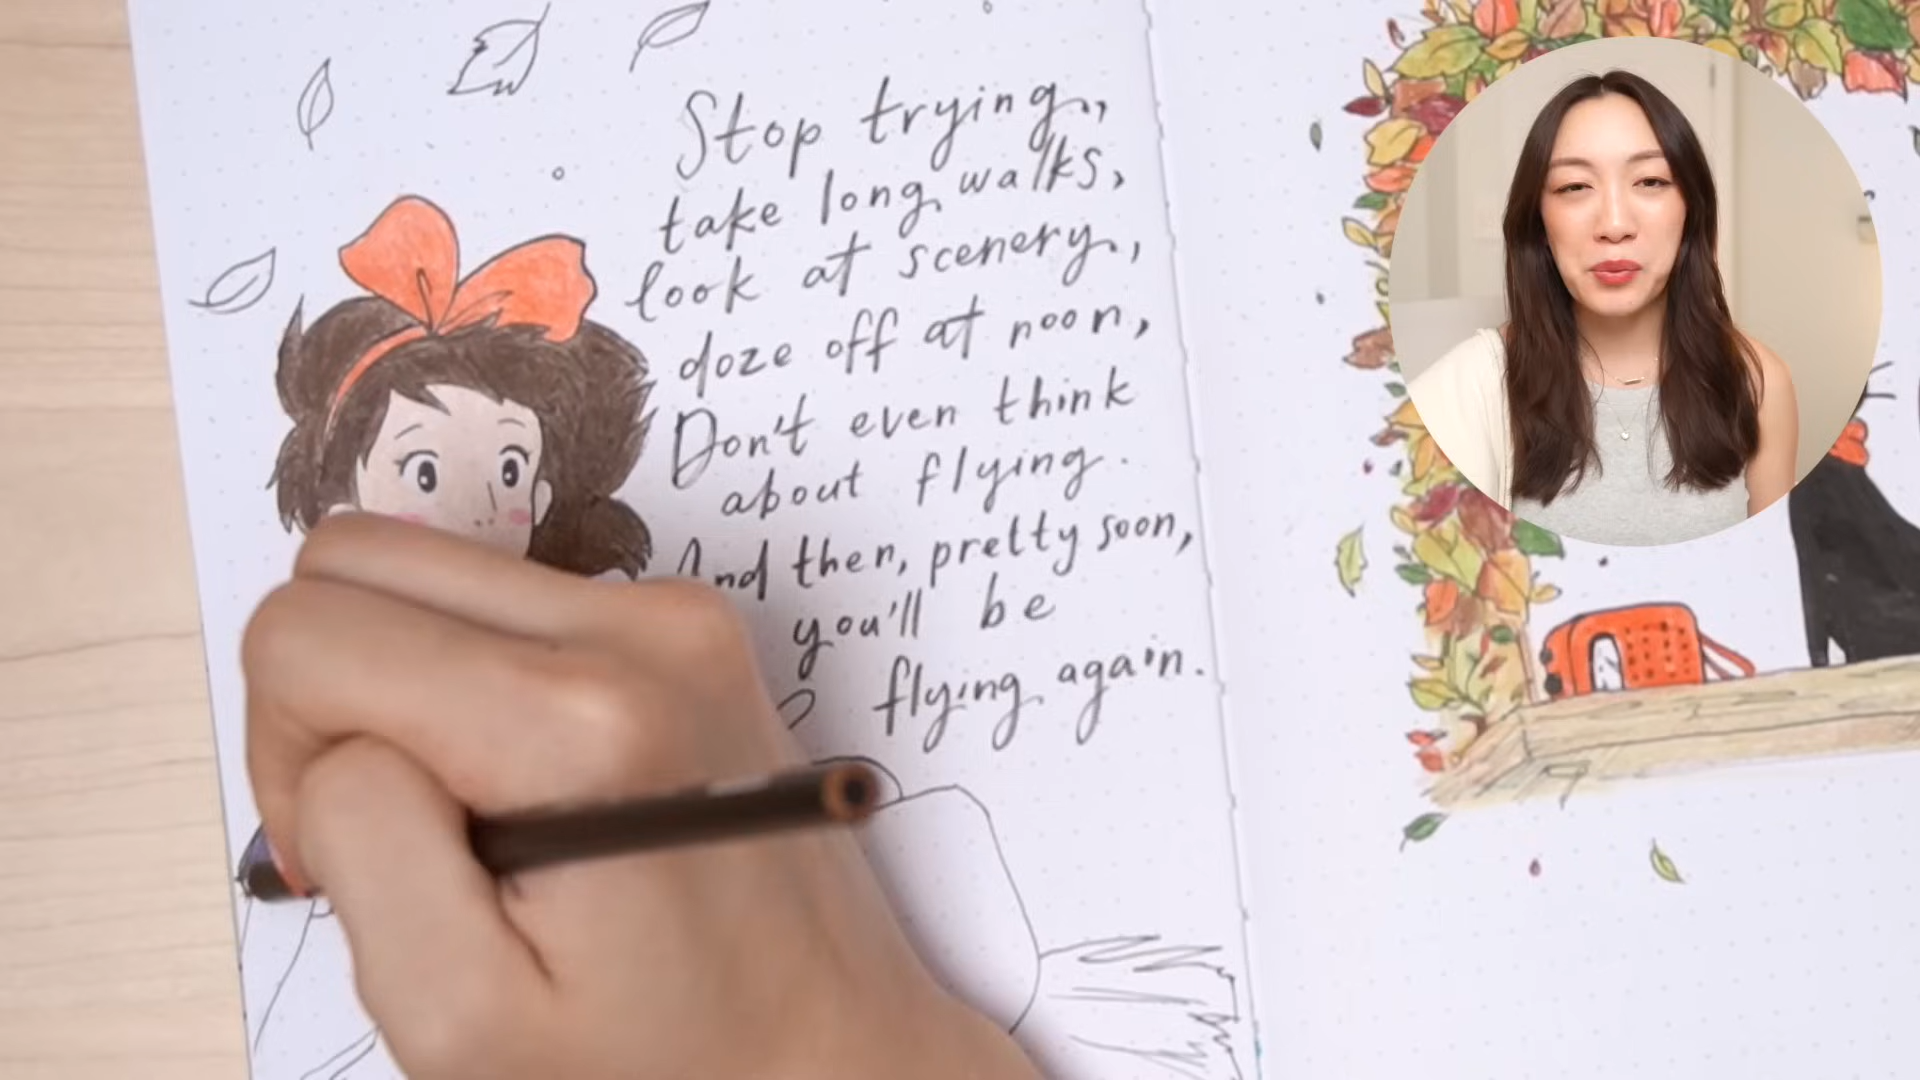 Stop trying,
take long walks,
look at scenery,
doze off at noon,
Don't even think
about flying.
And then, pretty soon,
you'll be
flying again.